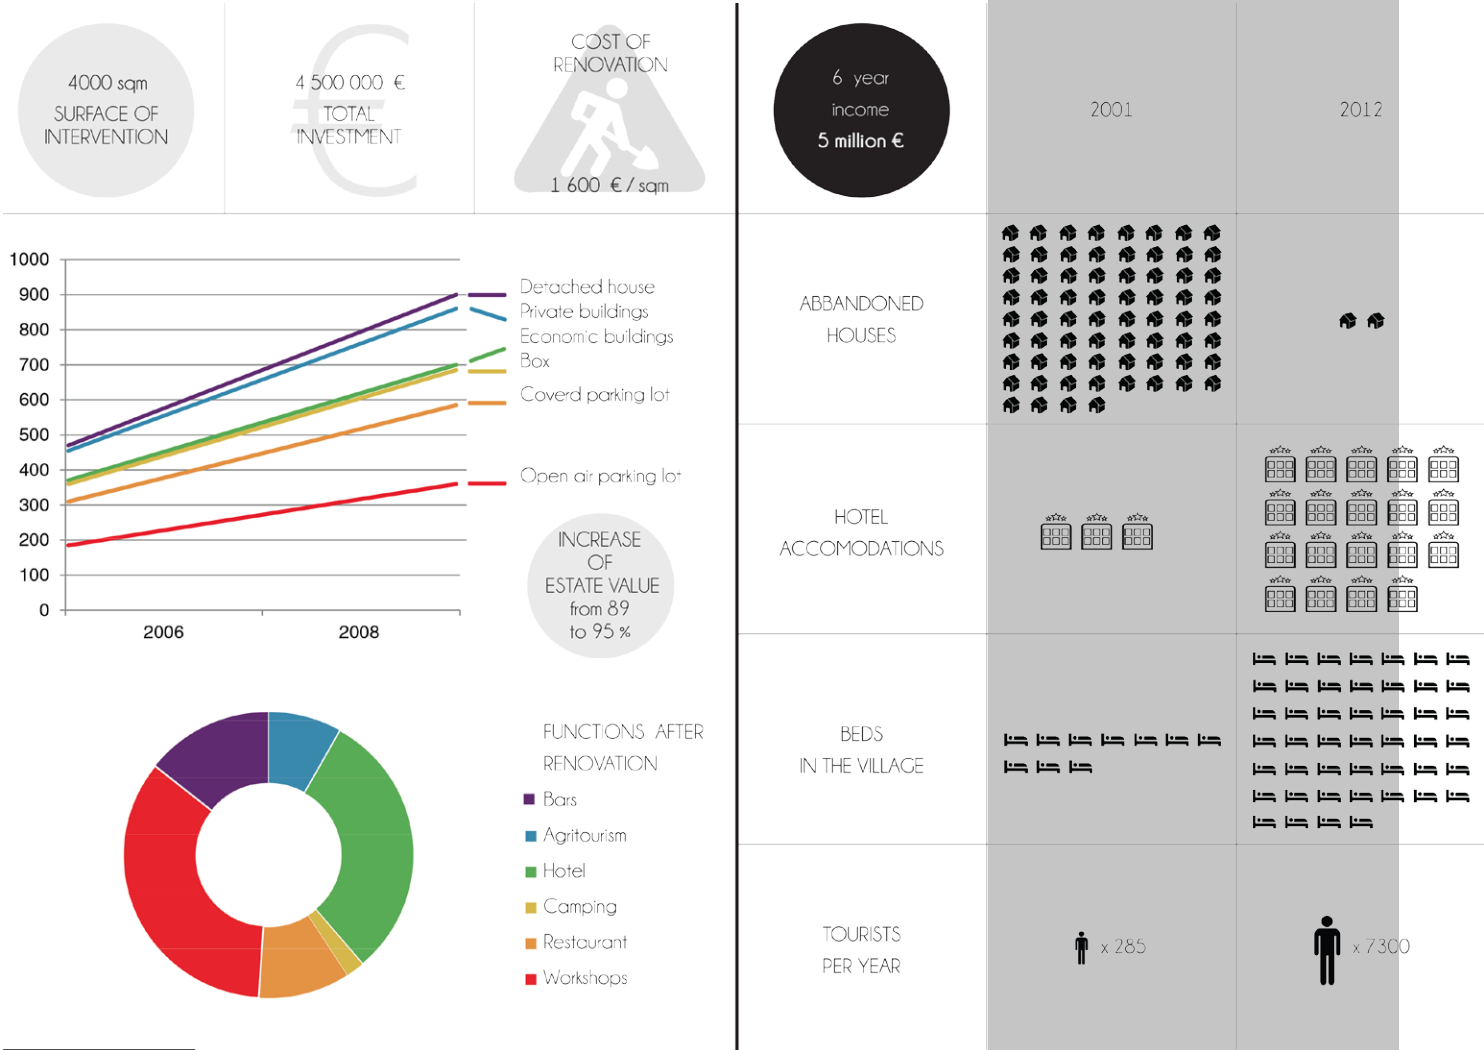 4000 sqm
SURFACE OF
INTERVENTION
4 500 000 €
TOTAL
INVESTMENT
COST OF
RENOVATION
1 600 € / sqm
6 year
income
5 million €
2001
2012
1000
900
800
700
600
500
400
300
200
100
0
2006
2008
Detached house
Private buildings
Economic buildings
Box
Coverd parking lot
Open air parking lot
INCREASE
OF
ESTATE VALUE
from 89
to 95 %
FUNCTIONS AFTER
RENOVATION
Bars
Agritourism
Hotel
Camping
Restaurant
Workshops
ABBANDONED
HOUSES
HOTEL
ACCOMODATIONS
BEDS
IN THE VILLAGE
TOURISTS
PER YEAR
x 285
x 7300